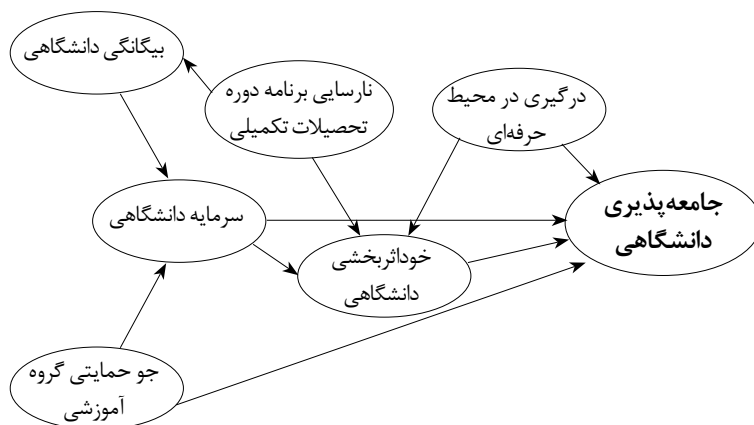 بیگانگی دانشگاهی
نارسایی برنامه دوره
تحصیلات تکمیلی
درگیری در محیط
حرفه‌ای
جامعه‌پذیری
دانشگاهی
سرمایه دانشگاهی
خوداثربخشی
دانشگاهی
جو حمایتی گروه
آموزشی